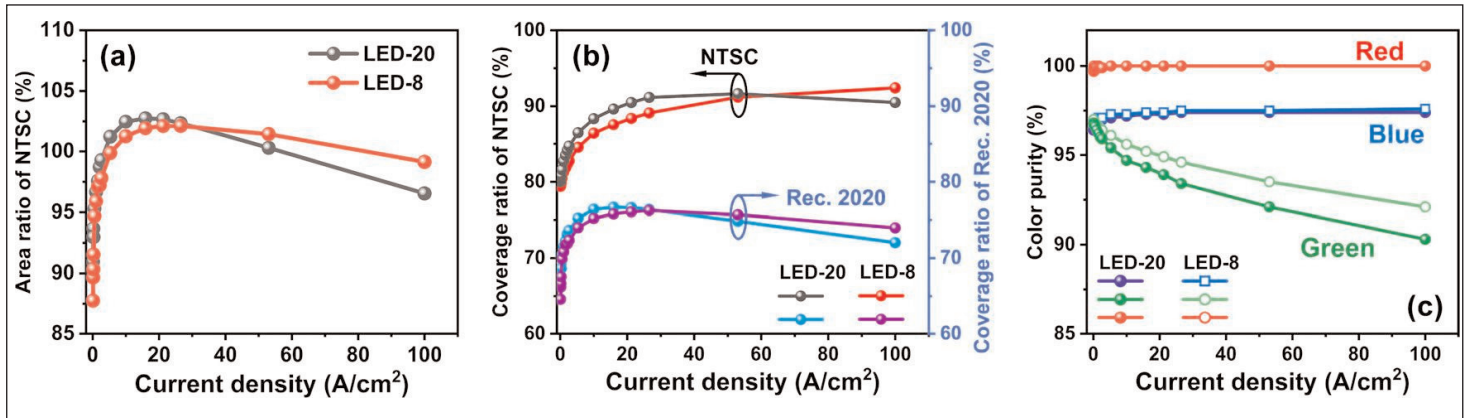 (a)
LED-20
LED-8
Area ratio of NTSC (%)
110
105
100
95
90
85
0 20 40 60 80 100
Current density (A/cm²)
(b)
NTSC
Rec. 2020
LED-20 LED-8
Coverage ratio of NTSC (%)
100
90
80
70
60
Coverage ratio of Rec. 2020 (%)
100
90
80
70
60
0 20 40 60 80 100
Current density (A/cm²)
Red
Blue
Green
LED-20 LED-8
(c)
Color purity (%)
100
95
90
85
0 20 40 60 80 100
Current density (A/cm²)